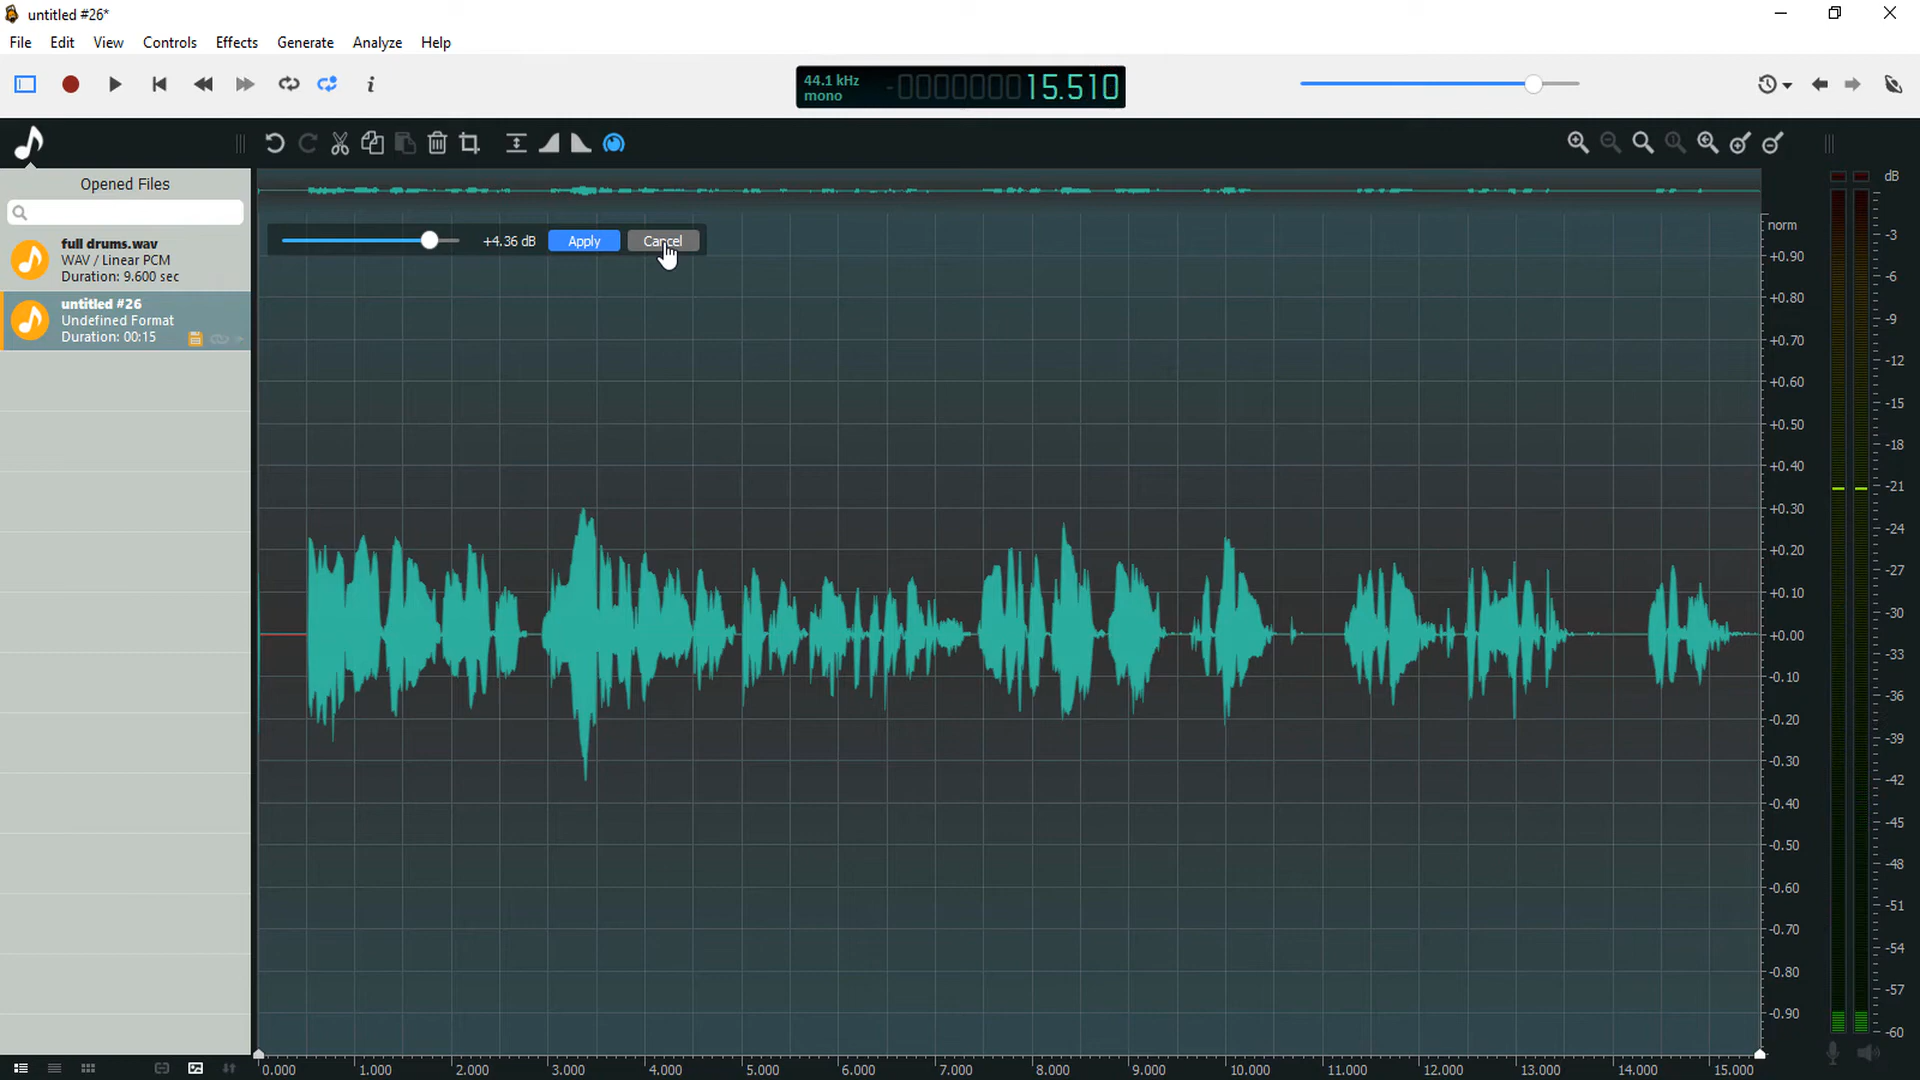 untitled #26*
File Edit View Controls Effects Generate Analyze Help
44.1 kHz
mono
-000000015.510
Opened Files
full drums.wav
WAV / Linear PCM
Duration: 9.600 sec
untitled #26
Undefined Format
Duration: 00:15
+4.36 dB Apply Cancel
norm
+0.90
+0.80
+0.70
+0.60
+0.50
+0.40
+0.30
+0.20
+0.10
+0.00
-0.10
-0.20
-0.30
-0.40
-0.50
-0.60
-0.70
-0.80
-0.90
dB
-3
-6
-9
-12
-15
-18
-21
-24
-27
-30
-33
-36
-39
-42
-45
-48
-51
-54
-57
-60
0.000 1.000 2.000 3.000 4.000 5.000 6.000 7.000 8.000 9.000 10.000 11.000 12.000 13.000 14.000 15.000